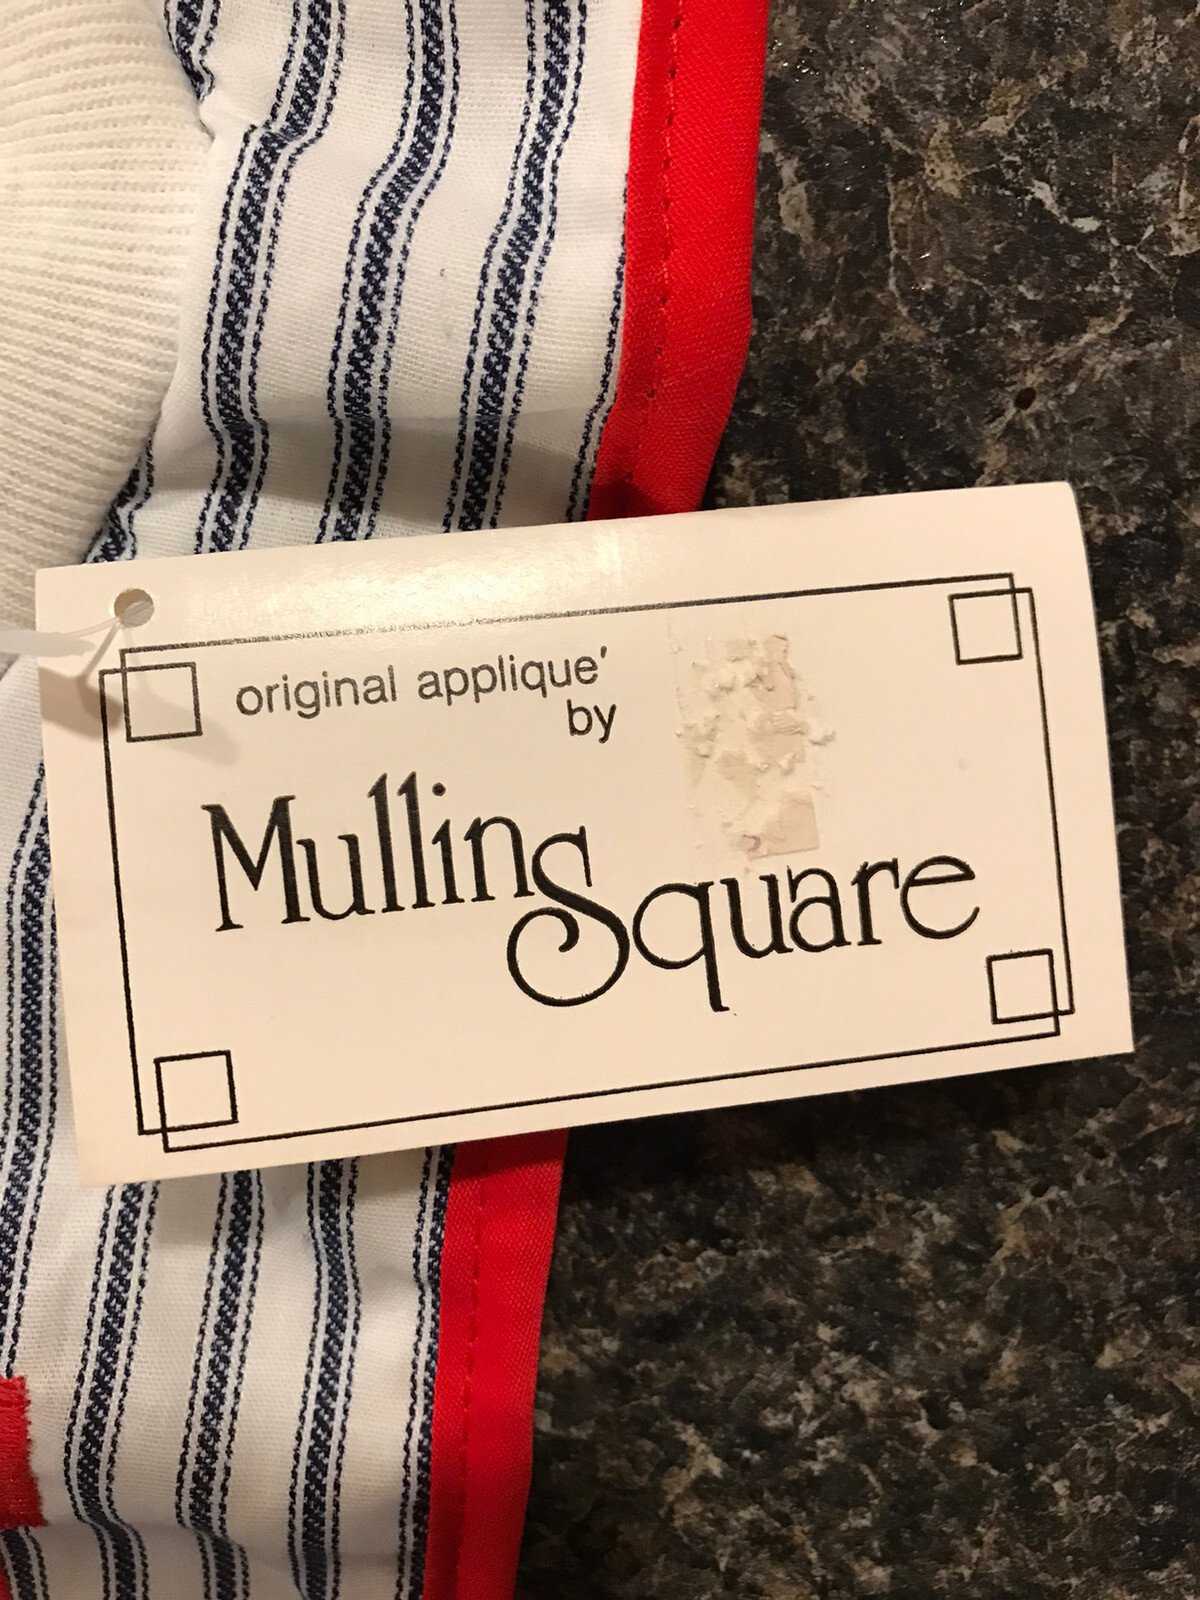 original applique'
by
Mullin
Square